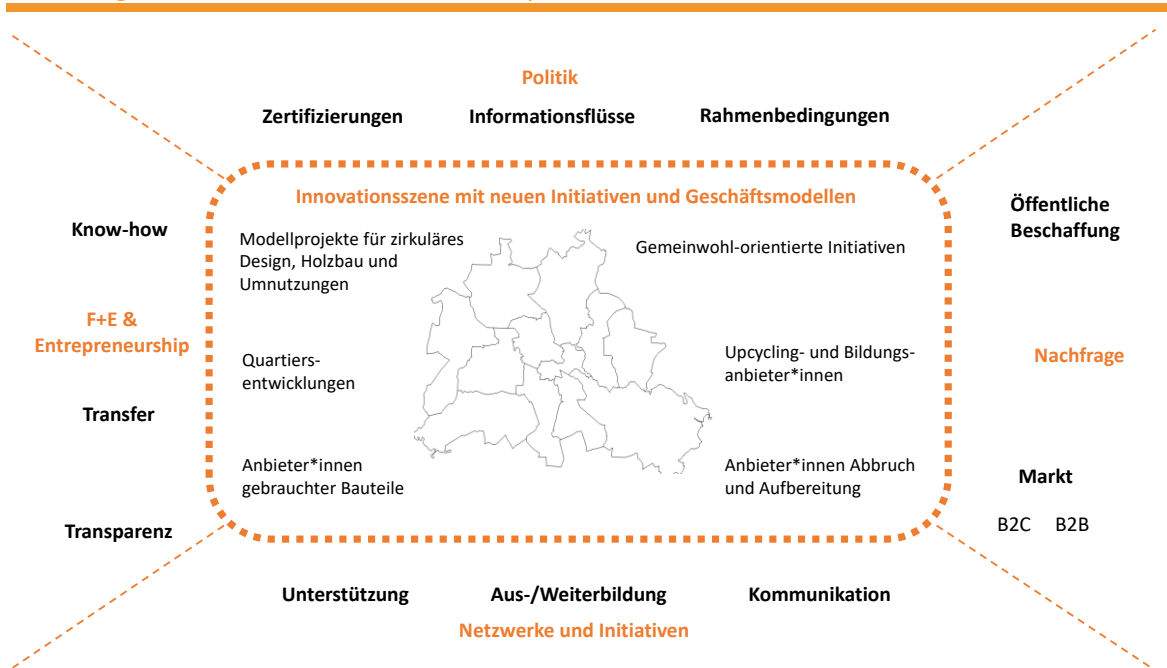 Politik
Zertifizierungen Informationsflüsse Rahmenbedingungen
Innovationsszene mit neuen Initiativen und Geschäftsmodellen
Know-how
F+E &
Entrepreneurship
Transfer
Transparenz
Modellprojekte für zirkuläres
Design, Holzbau und
Umnutzungen
Quartiers-
entwicklungen
Anbieter*innen
gebrauchter Bauteile
Gemeinwohl-orientierte Initiativen
Upcycling- und Bildungs-
anbieter*innen
Anbieter*innen Abbruch
und Aufbereitung
Öffentliche
Beschaffung
Nachfrage
Markt
B2C B2B
Unterstützung Aus-/Weiterbildung Kommunikation
Netzwerke und Initiativen